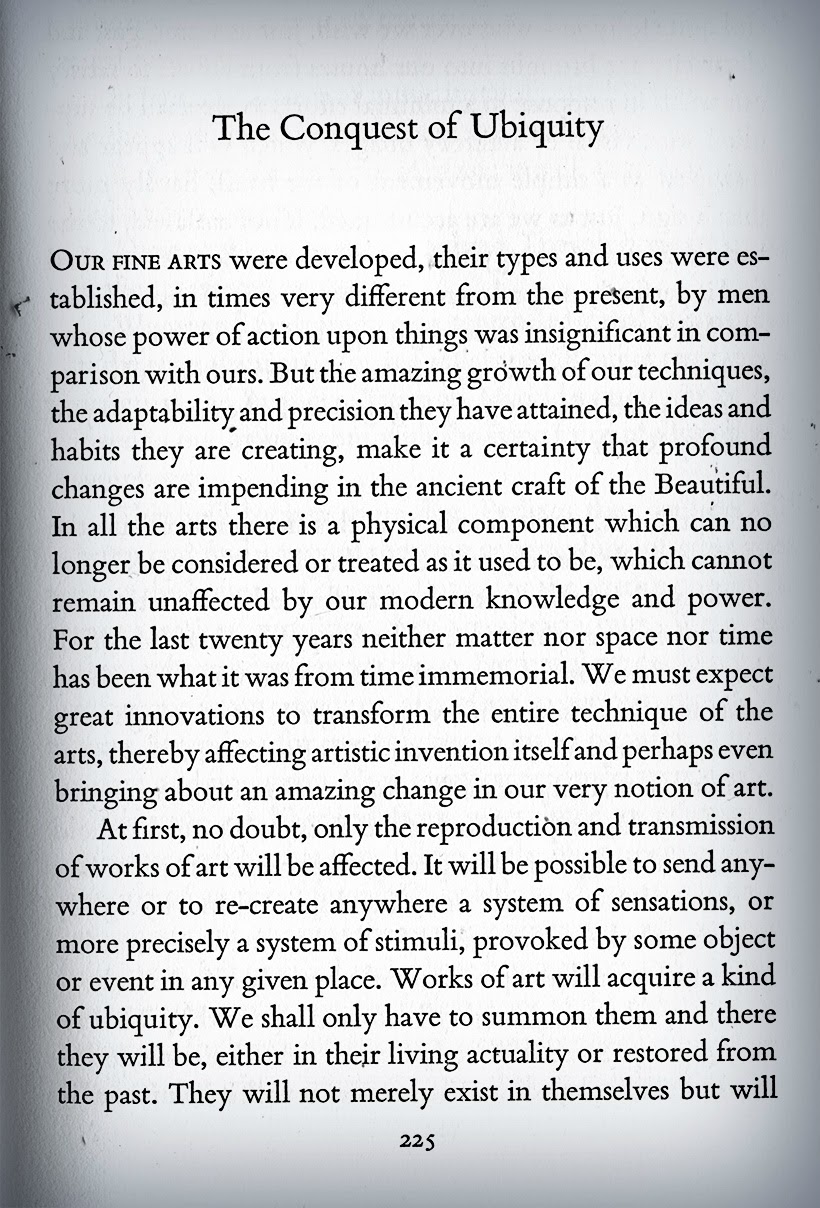 The Conquest of Ubiquity
OUR FINE ARTS were developed, their types and uses were es-
tablished, in times very different from the present, by men
whose power of action upon things was insignificant in com-
parison with ours. But the amazing growth of our techniques,
the adaptability and precision they have attained, the ideas and
habits they are creating, make it a certainty that profound
changes are impending in the ancient craft of the Beautiful.
In all the arts there is a physical component which can no
longer be considered or treated as it used to be, which cannot
remain unaffected by our modern knowledge and power.
For the last twenty years neither matter nor space nor time
has been what it was from time immemorial. We must expect
great innovations to transform the entire technique of the
arts, thereby affecting artistic invention itself and perhaps even
bringing about an amazing change in our very notion of art.
At first, no doubt, only the reproduction and transmission
of works of art will be affected. It will be possible to send any-
where or to re-create anywhere a system of sensations, or
more precisely a system of stimuli, provoked by some object
or event in any given place. Works of art will acquire a kind
of ubiquity. We shall only have to summon them and there
they will be, either in their living actuality or restored from
the past. They will not merely exist in themselves but will
225